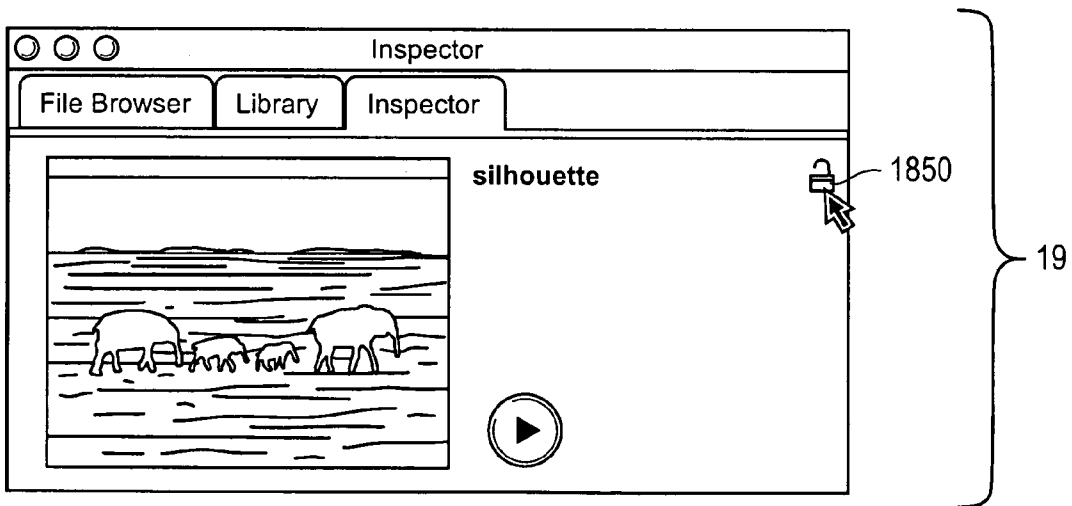 Inspector
File Browser Library Inspector
silhouette
1850
19